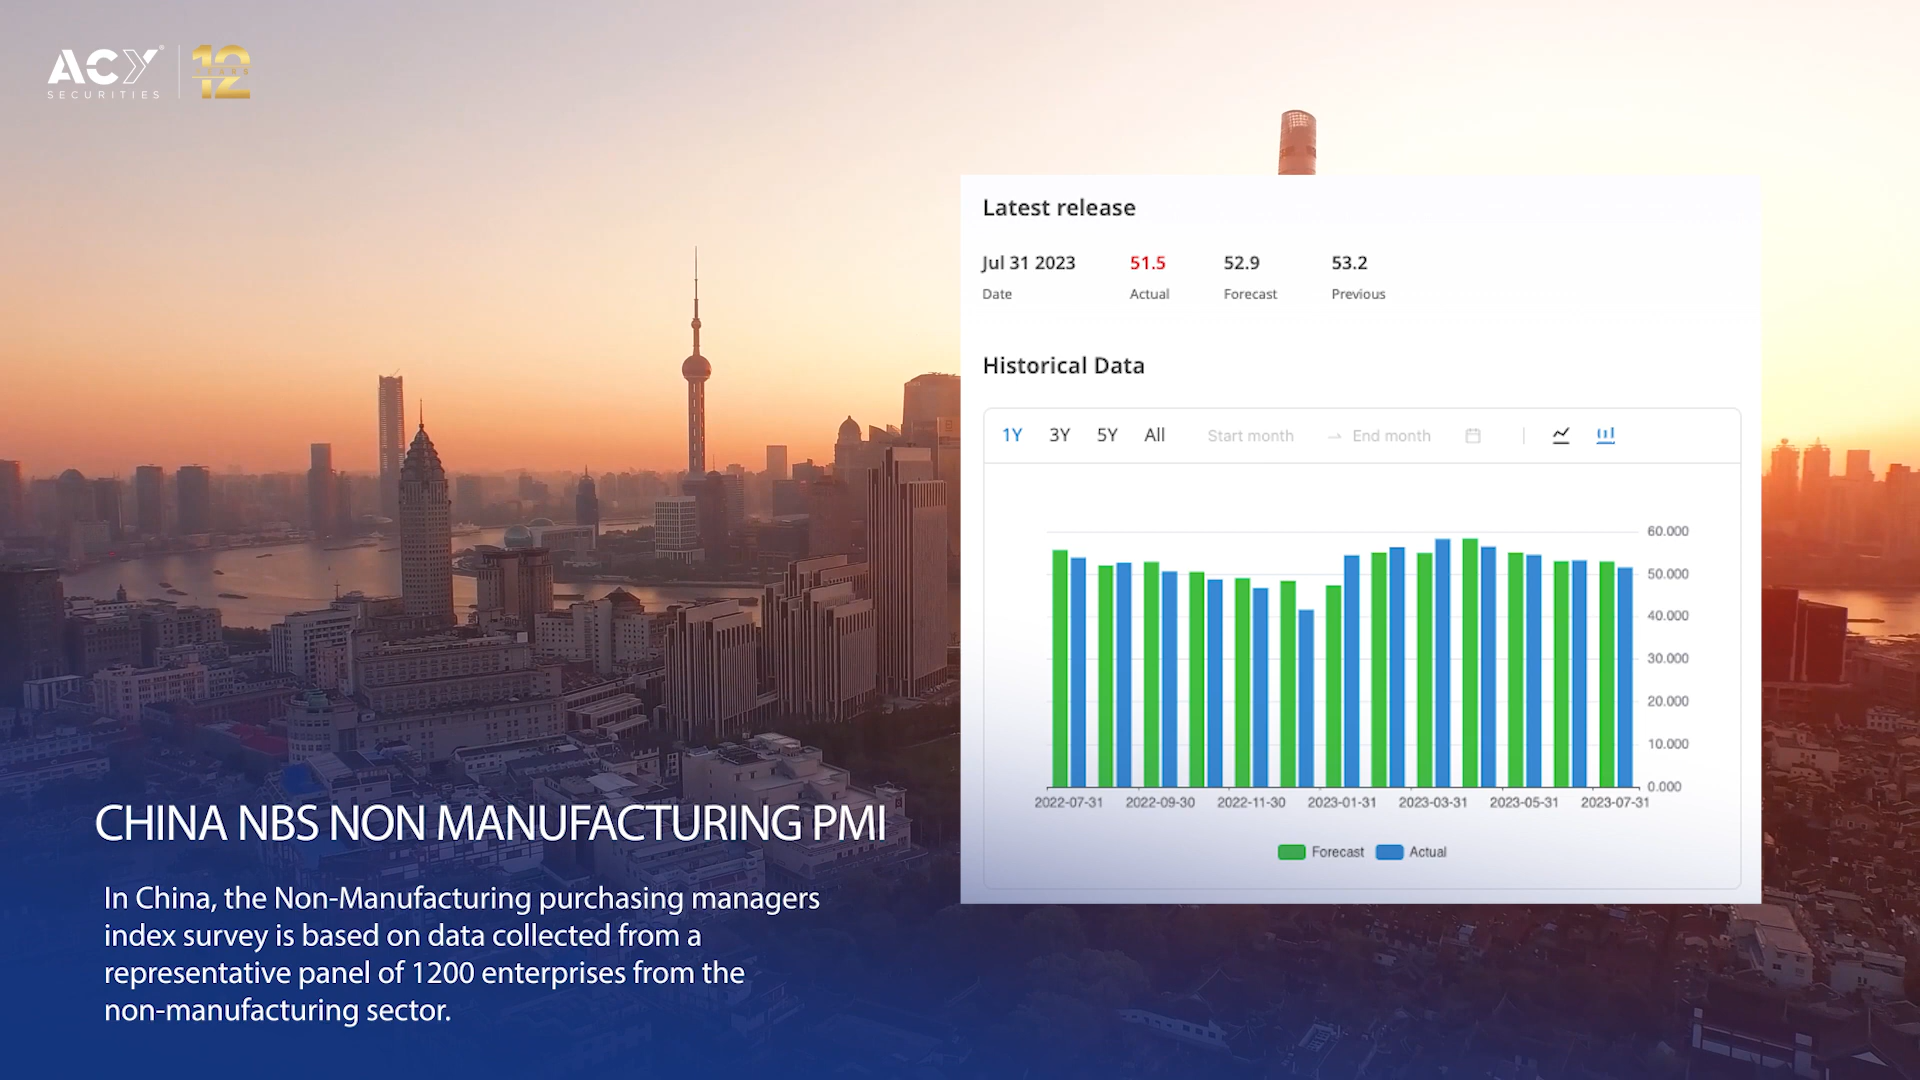 ACY
SECURITIES
12
YEARS
Latest release
Jul 31 2023 51.5 52.9 53.2
Date Actual Forecast Previous
Historical Data
1Y 3Y 5Y All Start month → End month
60.000
50.000
40.000
30.000
20.000
10.000
0.000
2022-07-31 2022-09-30 2022-11-30 2023-01-31 2023-03-31 2023-05-31 2023-07-31
Forecast Actual
CHINA NBS NON MANUFACTURING PMI
In China, the Non-Manufacturing purchasing managers
index survey is based on data collected from a
representative panel of 1200 enterprises from the
non-manufacturing sector.